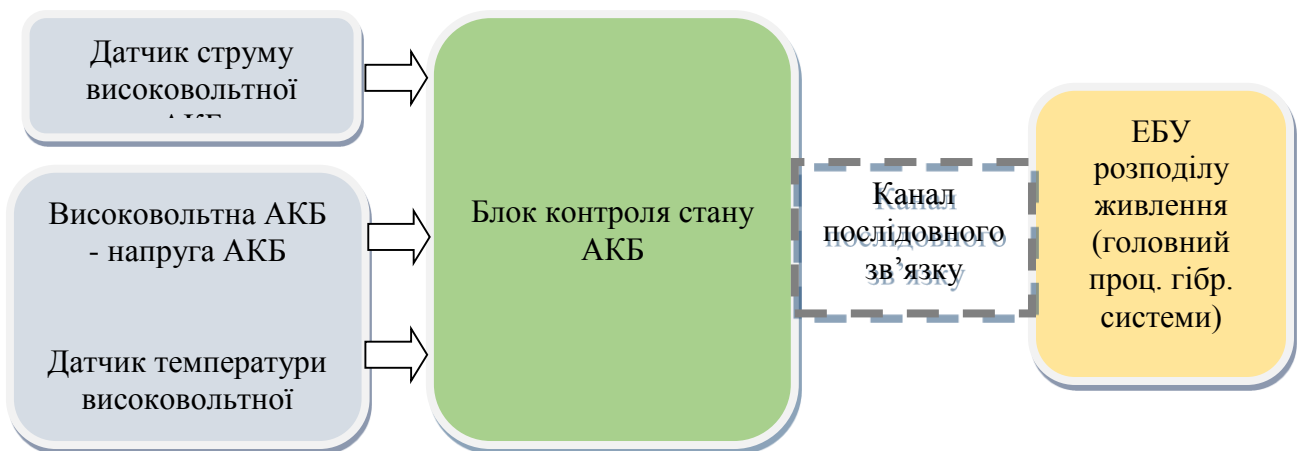 Датчик струму
високовольтної
Високовольтна АКБ
- напруга АКБ
Датчик температури
високовольтної
Блок контроля стану
АКБ
Канал
послідовного
зв’язку
ЕБУ
розподілу
живлення
(головний
проц. гібр.
системи)